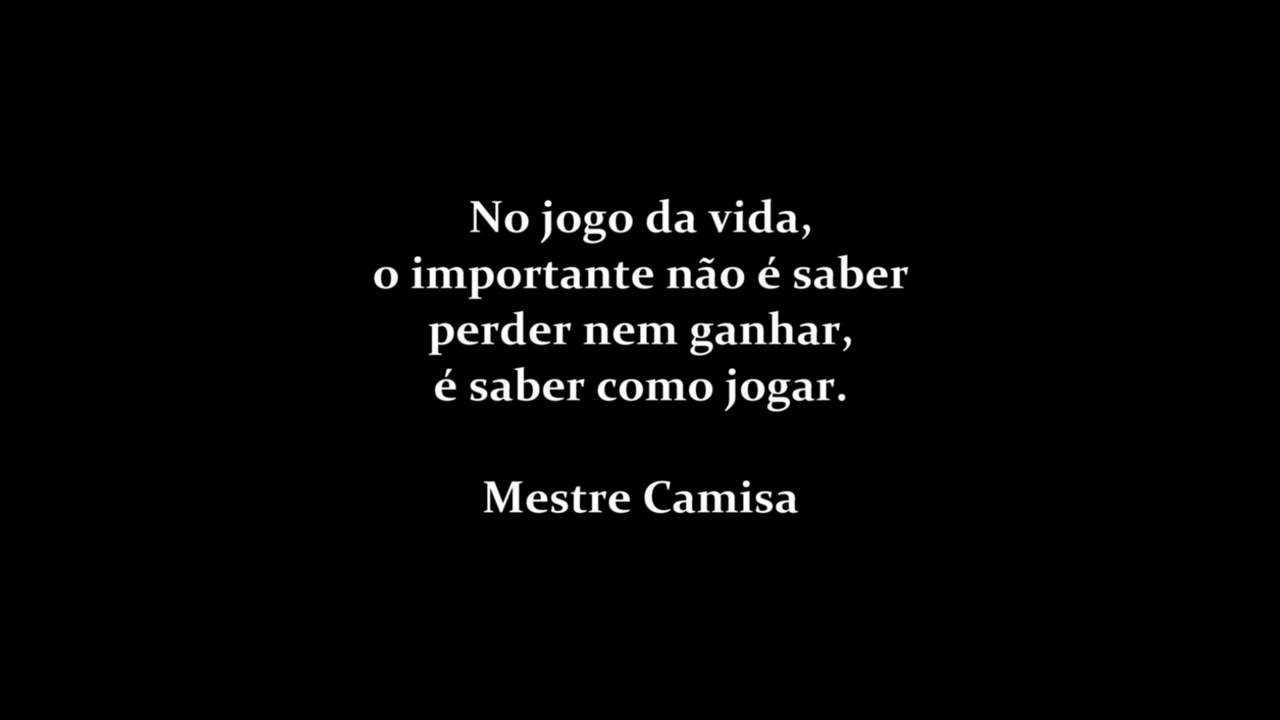 No jogo da vida,
o importante não é saber
perder nem ganhar,
é saber como jogar.
Mestre Camisa